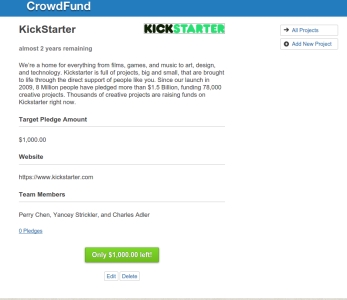 CrowdFund
KickStarter
KICKSTARTER
almost 2 years remaining
We're a home for everything from films, games, and music to art, design,
and technology. Kickstarter is full of projects, big and small, that are brought
to life through the direct support of people like you. Since our launch in
2009, 8 Million people have pledged more than $1.5 Billion, funding 78,000
creative projects. Thousands of creative projects are raising funds on
Kickstarter right now.
Target Pledge Amount
$1,000.00
Website
https://www.kickstarter.com
Team Members
Perry Chen, Yancey Strickler, and Charles Adler
0 Pledges
Only $1,000.00 left!
Edit Delete
All Projects
Add New Project